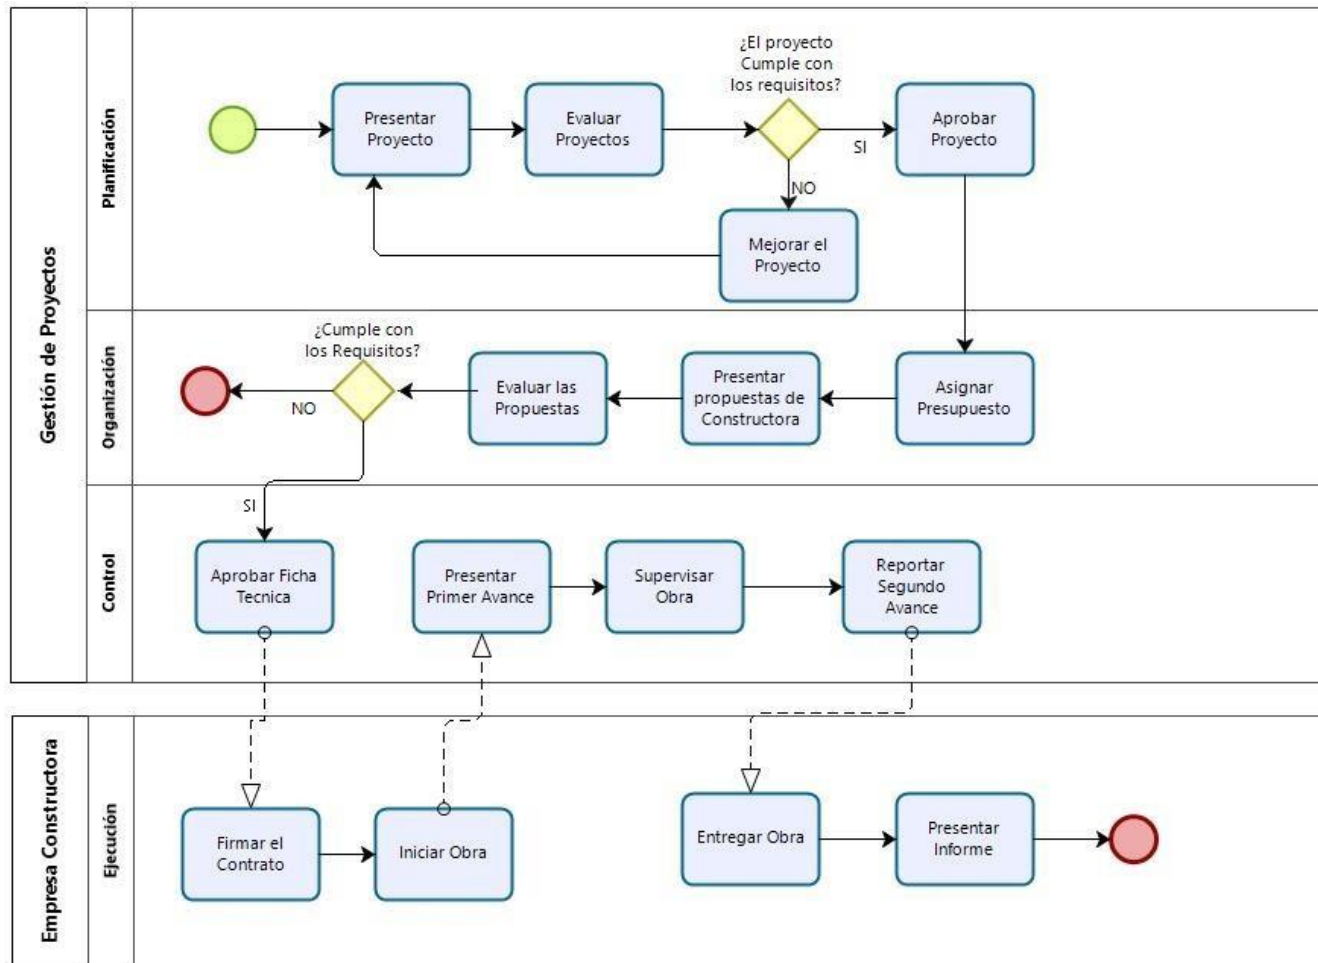 Gestión de Proyectos
Planificación
¿El proyecto
Cumple con
los requisitos?
Presentar
Proyecto
Evaluar
Proyectos
SI
Aprobar
Proyecto
NO
Mejorar el
Proyecto
Organización
¿Cumple con
los Requisitos?
NO
Evaluar las
Propuestas
Presentar
propuestas de
Constructora
Asignar
Presupuesto
SI
Control
Aprobar Ficha
Tecnica
Presentar
Primer Avance
Supervisar
Obra
Reportar
Segundo
Avance
Empresa Constructora
Ejecución
Firmar el
Contrato
Iniciar Obra
Entregar Obra
Presentar
Informe